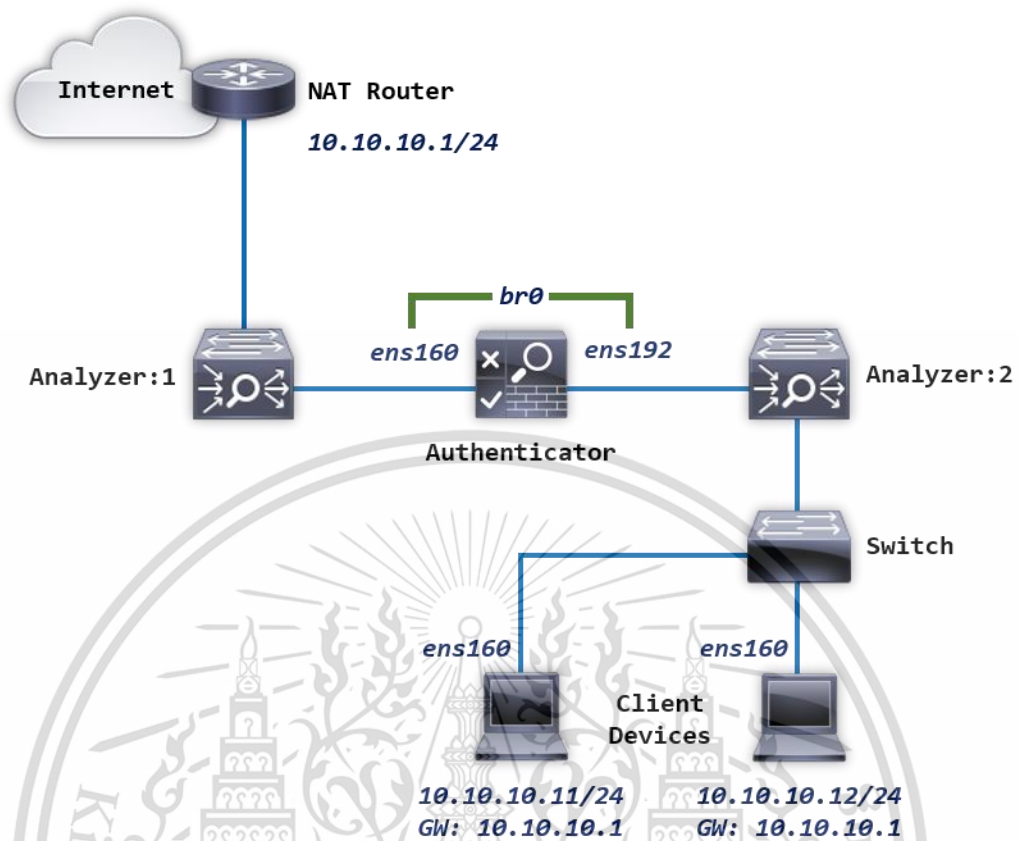 Internet
NAT Router
10.10.10.1/24
br0
ens160
ens192
Analyzer:1
Analyzer:2
Authenticator
Switch
ens160
ens160
Client
Devices
10.10.10.11/24
GW: 10.10.10.1
10.10.10.12/24
GW: 10.10.10.1